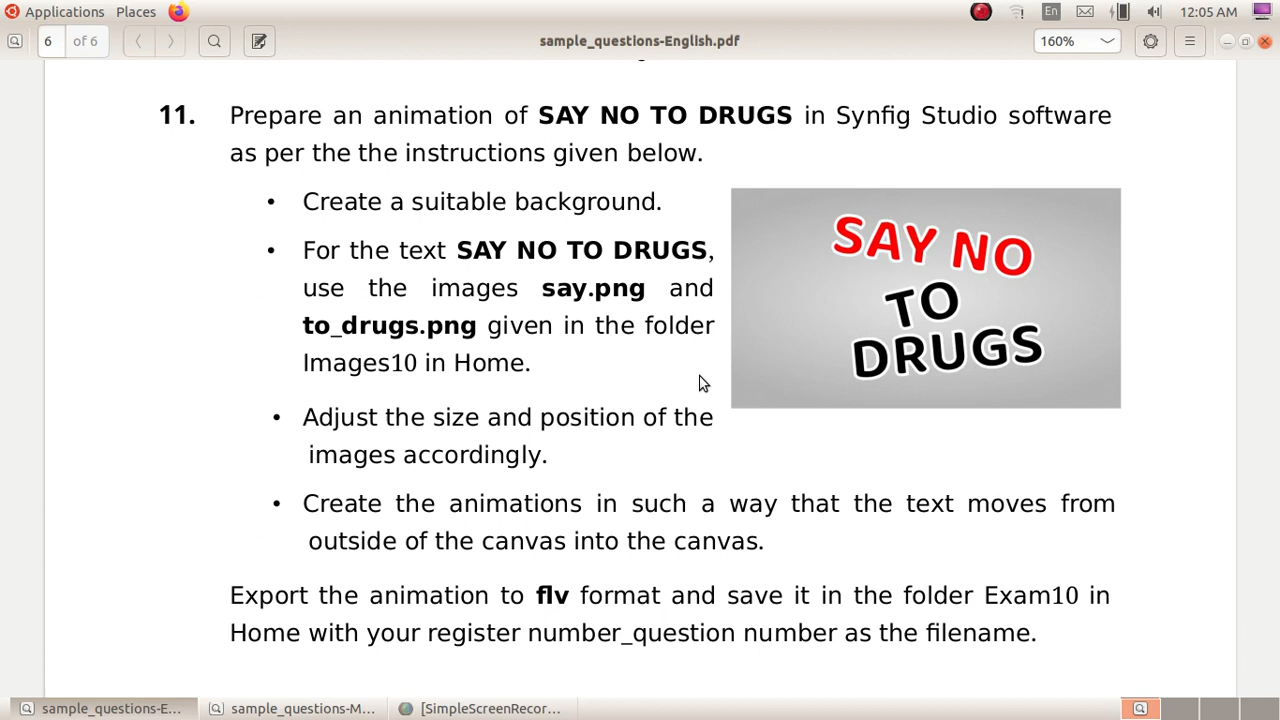 Applications Places En 12:05 AM
6 of 6 sample_questions-English.pdf 160%
11. Prepare an animation of SAY NO TO DRUGS in Synfig Studio software
as per the the instructions given below.
• Create a suitable background.
• For the text SAY NO TO DRUGS,
use the images say.png and
to_drugs.png given in the folder
Images10 in Home.
SAY NO
TO
DRUGS
• Adjust the size and position of the
images accordingly.
• Create the animations in such a way that the text moves from
outside of the canvas into the canvas.
Export the animation to flv format and save it in the folder Exam10 in
Home with your register number_question number as the filename.
sample_questions-E... sample_questions-M... [SimpleScreenRecor...